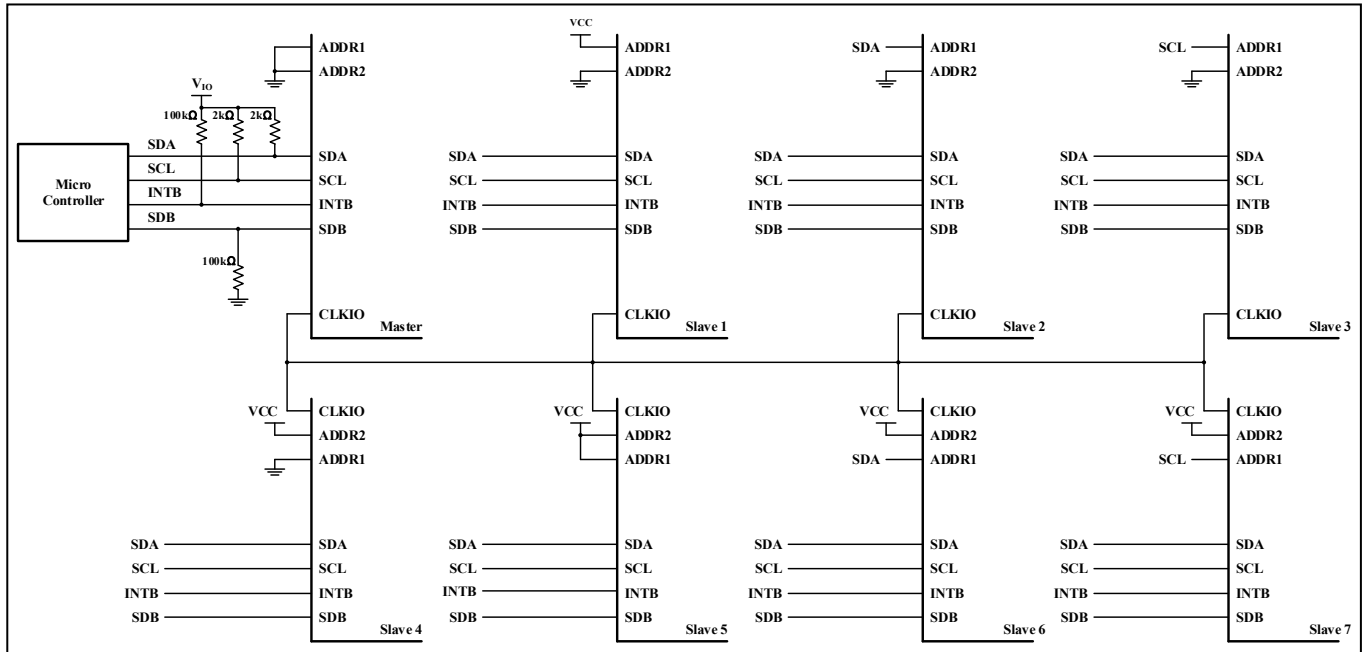 VCC
ADDR1
ADDR2
ADDR1
ADDR2
SDA
ADDR1
ADDR2
SCL
ADDR1
ADDR2
VIO
100kΩ
2kΩ
2kΩ
Micro
Controller
SDA
SCL
INTB
SDB
100kΩ
SDA
SCL
INTB
SDB
CLKIO
Master
SDA
SCL
INTB
SDB
SDA
SCL
INTB
SDB
CLKIO
Slave 1
SDA
SCL
INTB
SDB
SDA
SCL
INTB
SDB
CLKIO
Slave 2
SDA
SCL
INTB
SDB
SDA
SCL
INTB
SDB
CLKIO
Slave 3
VCC
CLKIO
ADDR2
ADDR1
SDA
SCL
INTB
SDB
SDA
SCL
INTB
SDB
Slave 4
VCC
CLKIO
ADDR2
ADDR1
SDA
SCL
INTB
SDB
SDA
SCL
INTB
SDB
Slave 5
VCC
CLKIO
ADDR2
SDA
ADDR1
SDA
SCL
INTB
SDB
SDA
SCL
INTB
SDB
Slave 6
VCC
CLKIO
ADDR2
SCL
ADDR1
SDA
SCL
INTB
SDB
SDA
SCL
INTB
SDB
Slave 7